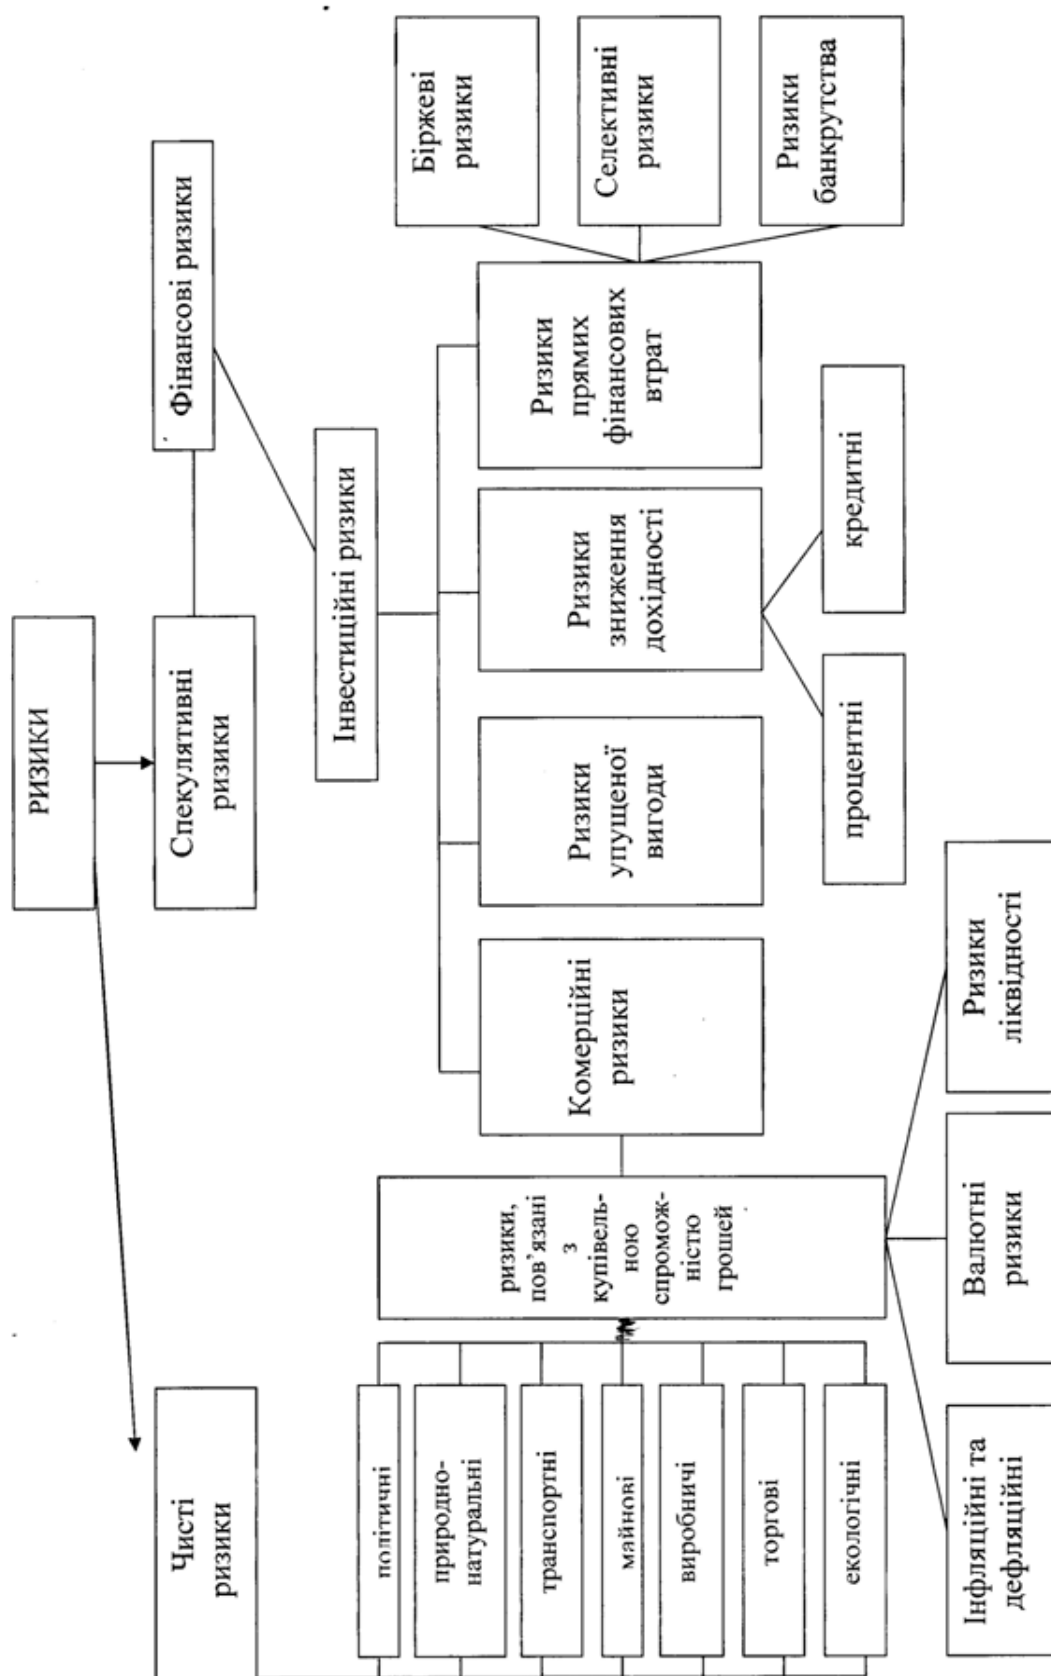 РИЗИКИ
Чисті
ризики
Спекулятивні
ризики
Фінансові ризики
Інвестиційні ризики
політичні
природно-
натуральні
транспортні
майнові
виробничі
торгові
екологічні
ризики,
пов’язані
з
купівель-
ною
спромож-
ністю
грошей
Комерційні
ризики
Ризики
упущеної
вигоди
Ризики
зниження
дохідності
Ризики
прямих
фінансових
втрат
Біржеві
ризики
Селективні
ризики
Ризики
банкрутства
процентні
кредитні
Інфляційні та
дефляційні
Валютні
ризики
Ризики
ліквідності